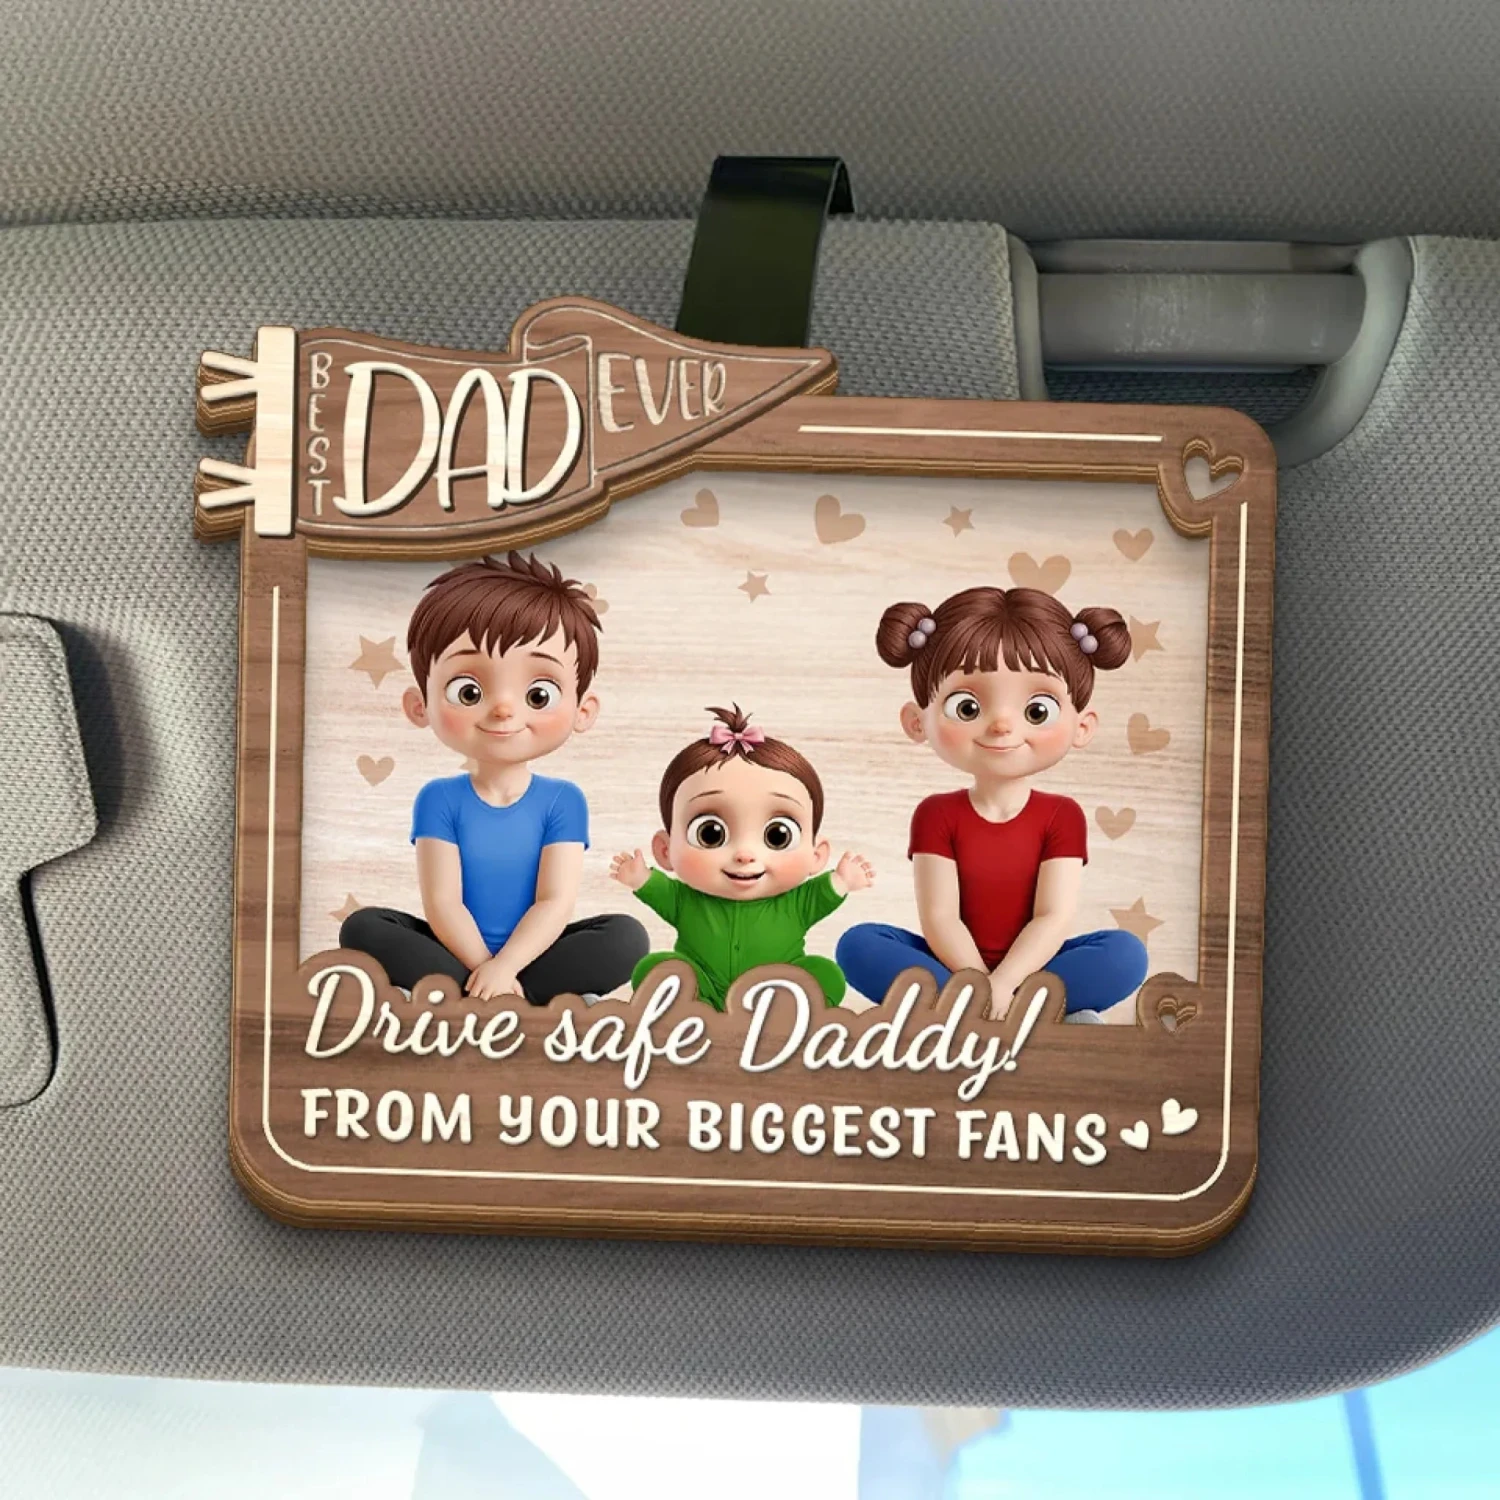 BEST DAD EVER
Drive safe Daddy!
FROM YOUR BIGGEST FANS